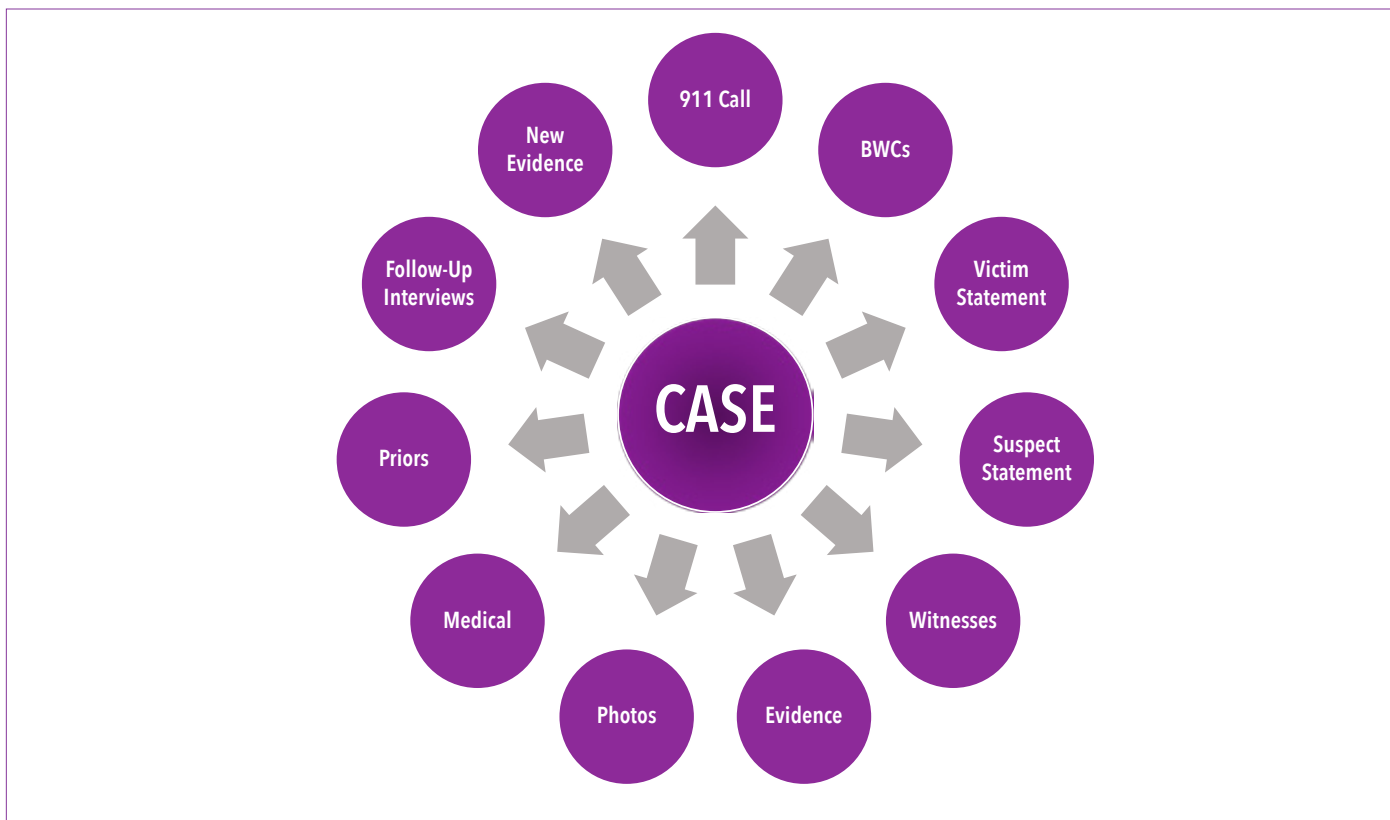 911 Call
BWCs
Victim
Statement
Suspect
Statement
Witnesses
Evidence
Photos
Medical
Priors
Follow-Up
Interviews
New
Evidence
CASE